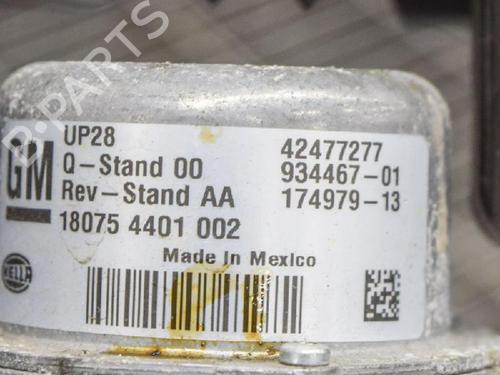 B-PARTS
GM
UP28
Q-Stand 00
Rev-Stand AA
18075 4401 002
42477277
934467-01
174979-13
Made in Mexico
HELLA